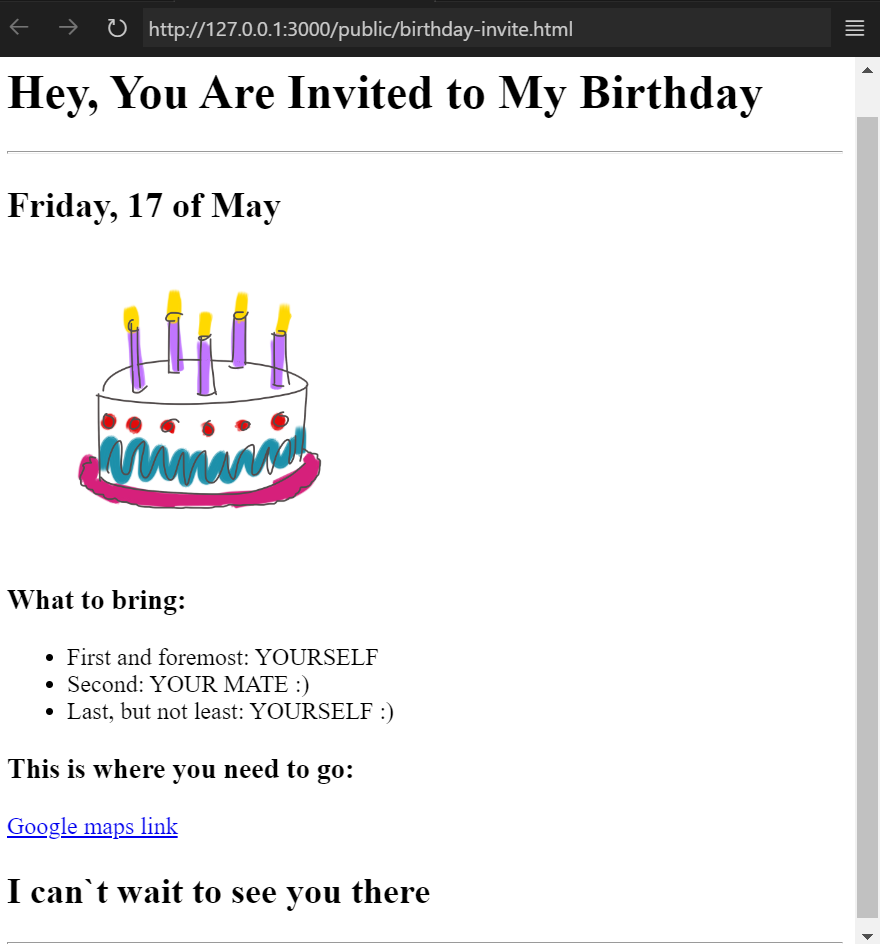 http://127.0.0.1:3000/public/birthday-invite.html
Hey, You Are Invited to My Birthday
Friday, 17 of May
What to bring:
First and foremost: YOURSELF
Second: YOUR MATE :)
Last, but not least: YOURSELF :)
This is where you need to go:
Google maps link
I can`t wait to see you there